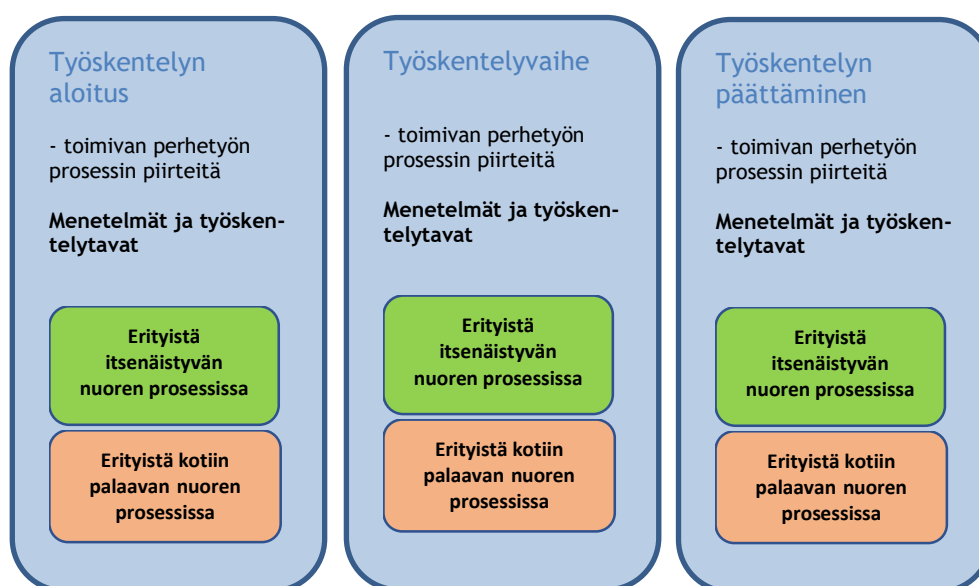 Työskentelyn
aloitus
- toimivan perhetyön
prosessin piirteitä
Menetelmät ja työsken-
telytavat
Erityistä
itsenäistyvän
nuoren prosessissa
Erityistä kotiin
palaavan nuoren
prosessissa
Työskentelyvaihe
- toimivan perhetyön
prosessin piirteitä
Menetelmät ja työsken-
telytavat
Erityistä
itsenäistyvän
nuoren prosessissa
Erityistä kotiin
palaavan nuoren
prosessissa
Työskentelyn
päättäminen
- toimivan perhetyön
prosessin piirteitä
Menetelmät ja työsken-
telytavat
Erityistä
itsenäistyvän
nuoren prosessissa
Erityistä kotiin
palaavan nuoren
prosessissa